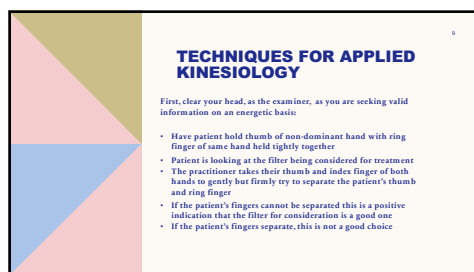 9
TECHNIQUES FOR APPLIED
KINESIOLOGY
First, clear your head, as the examiner, as you are seeking valid
information on an energetic basis:
• Have patient hold thumb of non-dominant hand with ring
finger of same hand held tightly together
• Patient is looking at the filter being considered for treatment
• The practitioner takes their thumb and index finger of both
hands to gently but firmly try to separate the patient's thumb
and ring finger
• If the patient's fingers cannot be separated this is a positive
indication that the filter for consideration is a good one
• If the patient's fingers separate, this is not a good choice